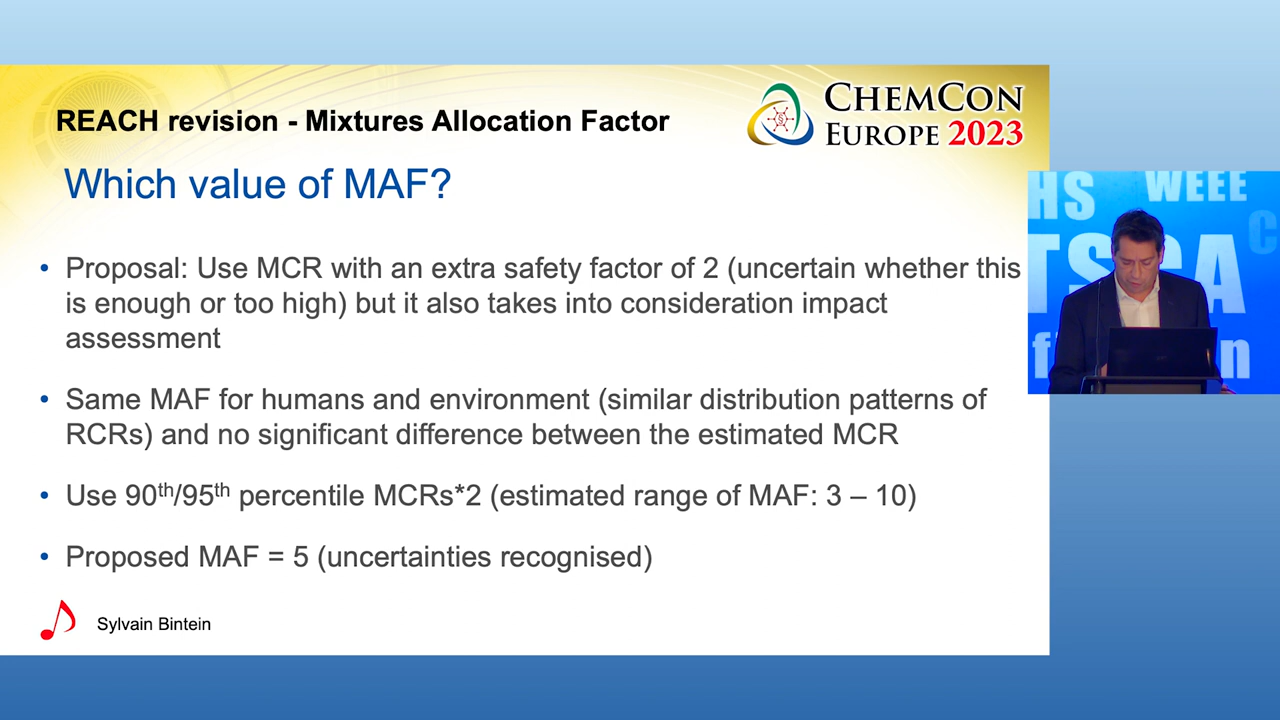 REACH revision - Mixtures Allocation Factor
CHEMCON
EUROPE 2023
Which value of MAF?
• Proposal: Use MCR with an extra safety factor of 2 (uncertain whether this
is enough or too high) but it also takes into consideration impact
assessment
• Same MAF for humans and environment (similar distribution patterns of
RCRs) and no significant difference between the estimated MCR
• Use 90th/95th percentile MCRs*2 (estimated range of MAF: 3 – 10)
• Proposed MAF = 5 (uncertainties recognised)
Sylvain Bintein
HS
WEEE